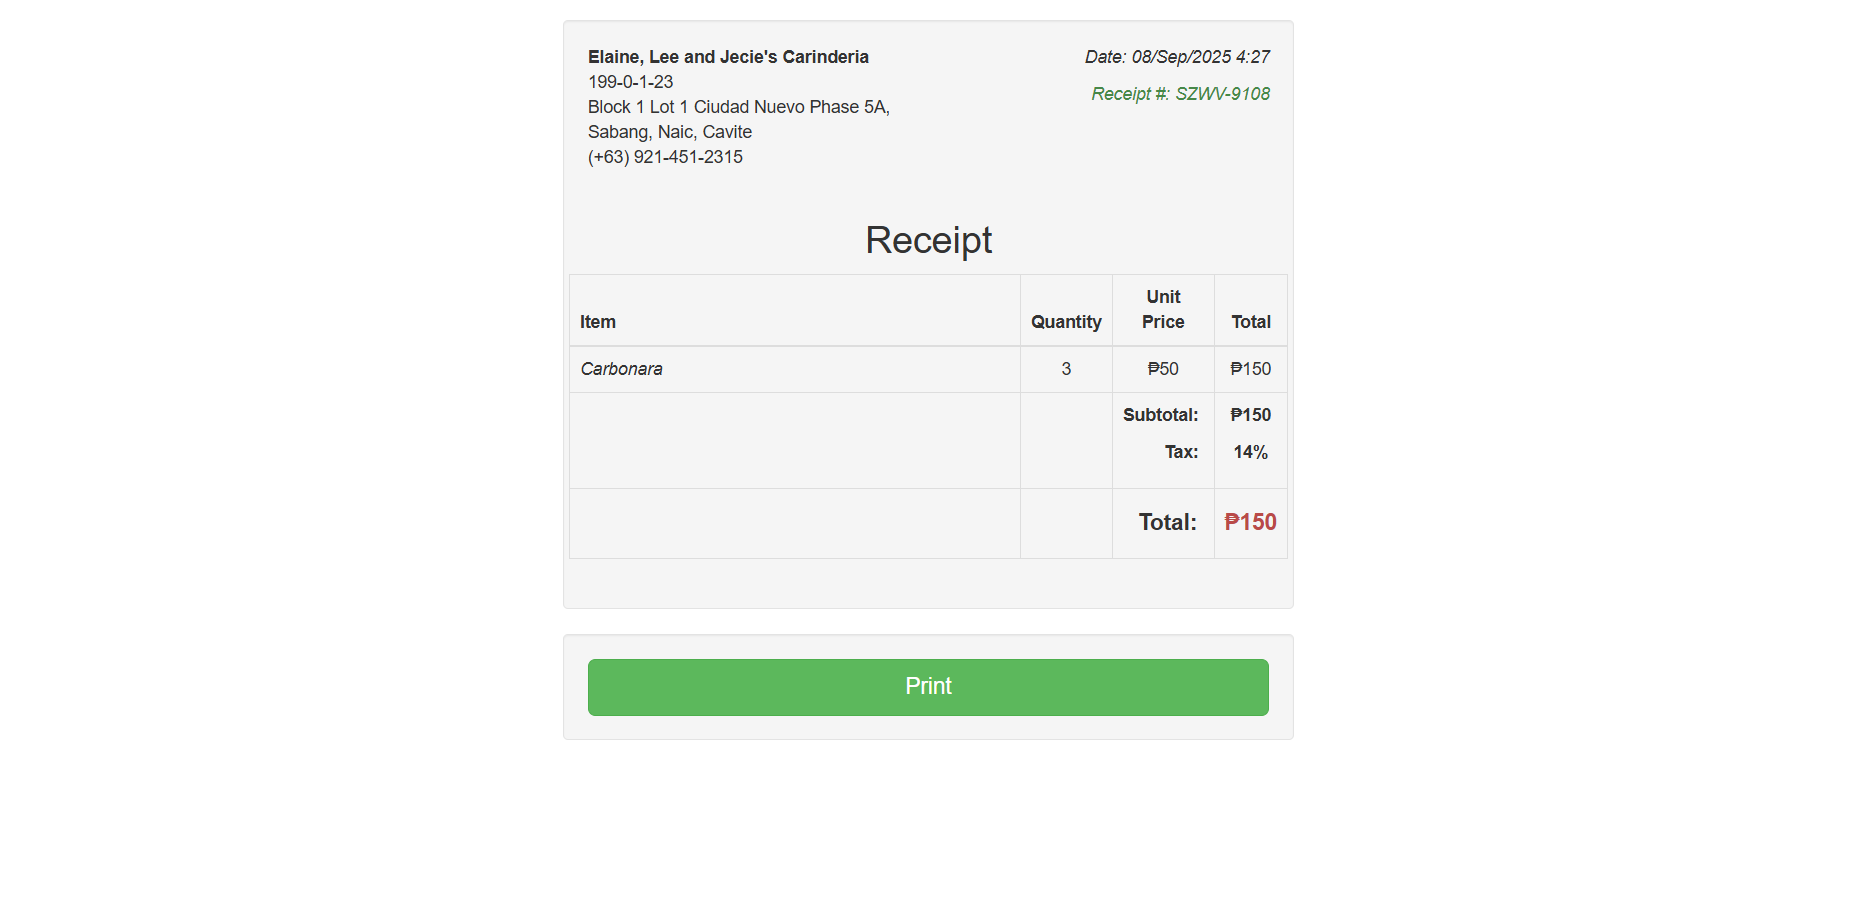 Elaine, Lee and Jecie's Carinderia
199-0-1-23
Block 1 Lot 1 Ciudad Nuevo Phase 5A,
Sabang, Naic, Cavite
(+63) 921-451-2315
Date: 08/Sep/2025 4:27
Receipt #: SZWV-9108
Receipt
Item Quantity Unit Price Total
Carbonara 3 ₱50 ₱150
Subtotal: ₱150
Tax: 14%
Total: ₱150
Print